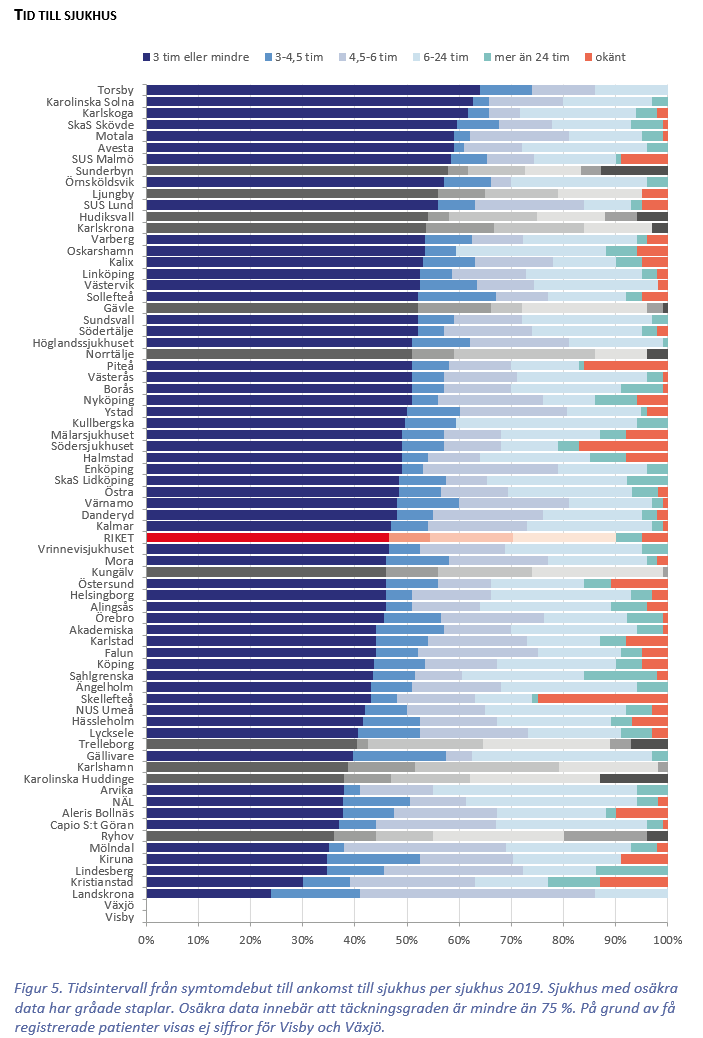 TID TILL SJUKHUS
3 tim eller mindre 3-4,5 tim 4,5-6 tim 6-24 tim mer än 24 tim okänt
Torsby
Karolinska Solna
Karlskoga
SkaS Skövde
Motala
Avesta
SUS Malmö
Sunderbyn
Örnsköldsvik
Ljungby
SUS Lund
Hudiksvall
Karlskrona
Varberg
Oskarshamn
Kalix
Linköping
Västervik
Sollefteå
Gävle
Sundsvall
Södertälje
Höglandssjukhuset
Norrtälje
Piteå
Västerås
Borås
Nyköping
Ystad
Kullbergska
Mälarsjukhuset
Södersjukhuset
Halmstad
Enköping
SkaS Lidköping
Östra
Värnamo
Danderyd
Kalmar
RIKET
Vrinnevisjukhuset
Mora
Kungälv
Östersund
Helsingborg
Alingsås
Örebro
Akademiska
Karlstad
Falun
Köping
Sahlgrenska
Ängelholm
Skellefteå
NUS Umeå
Hässleholm
Lycksele
Trelleborg
Gällivare
Karlshamn
Karolinska Huddinge
Arvika
NÄL
Aleris Bollnäs
Capio S:t Göran
Ryhov
Mölndal
Kiruna
Lindesberg
Kristianstad
Landskrona
Växjö
Visby
0% 10% 20% 30% 40% 50% 60% 70% 80% 90% 100%
Figur 5. Tidsintervall från symtomdebut till ankomst till sjukhus per sjukhus 2019. Sjukhus med osäkra
data har gråade staplar. Osäkra data innebär att täckningsgraden är mindre än 75 %. På grund av få
registrerade patienter visas ej siffror för Visby och Växjö.